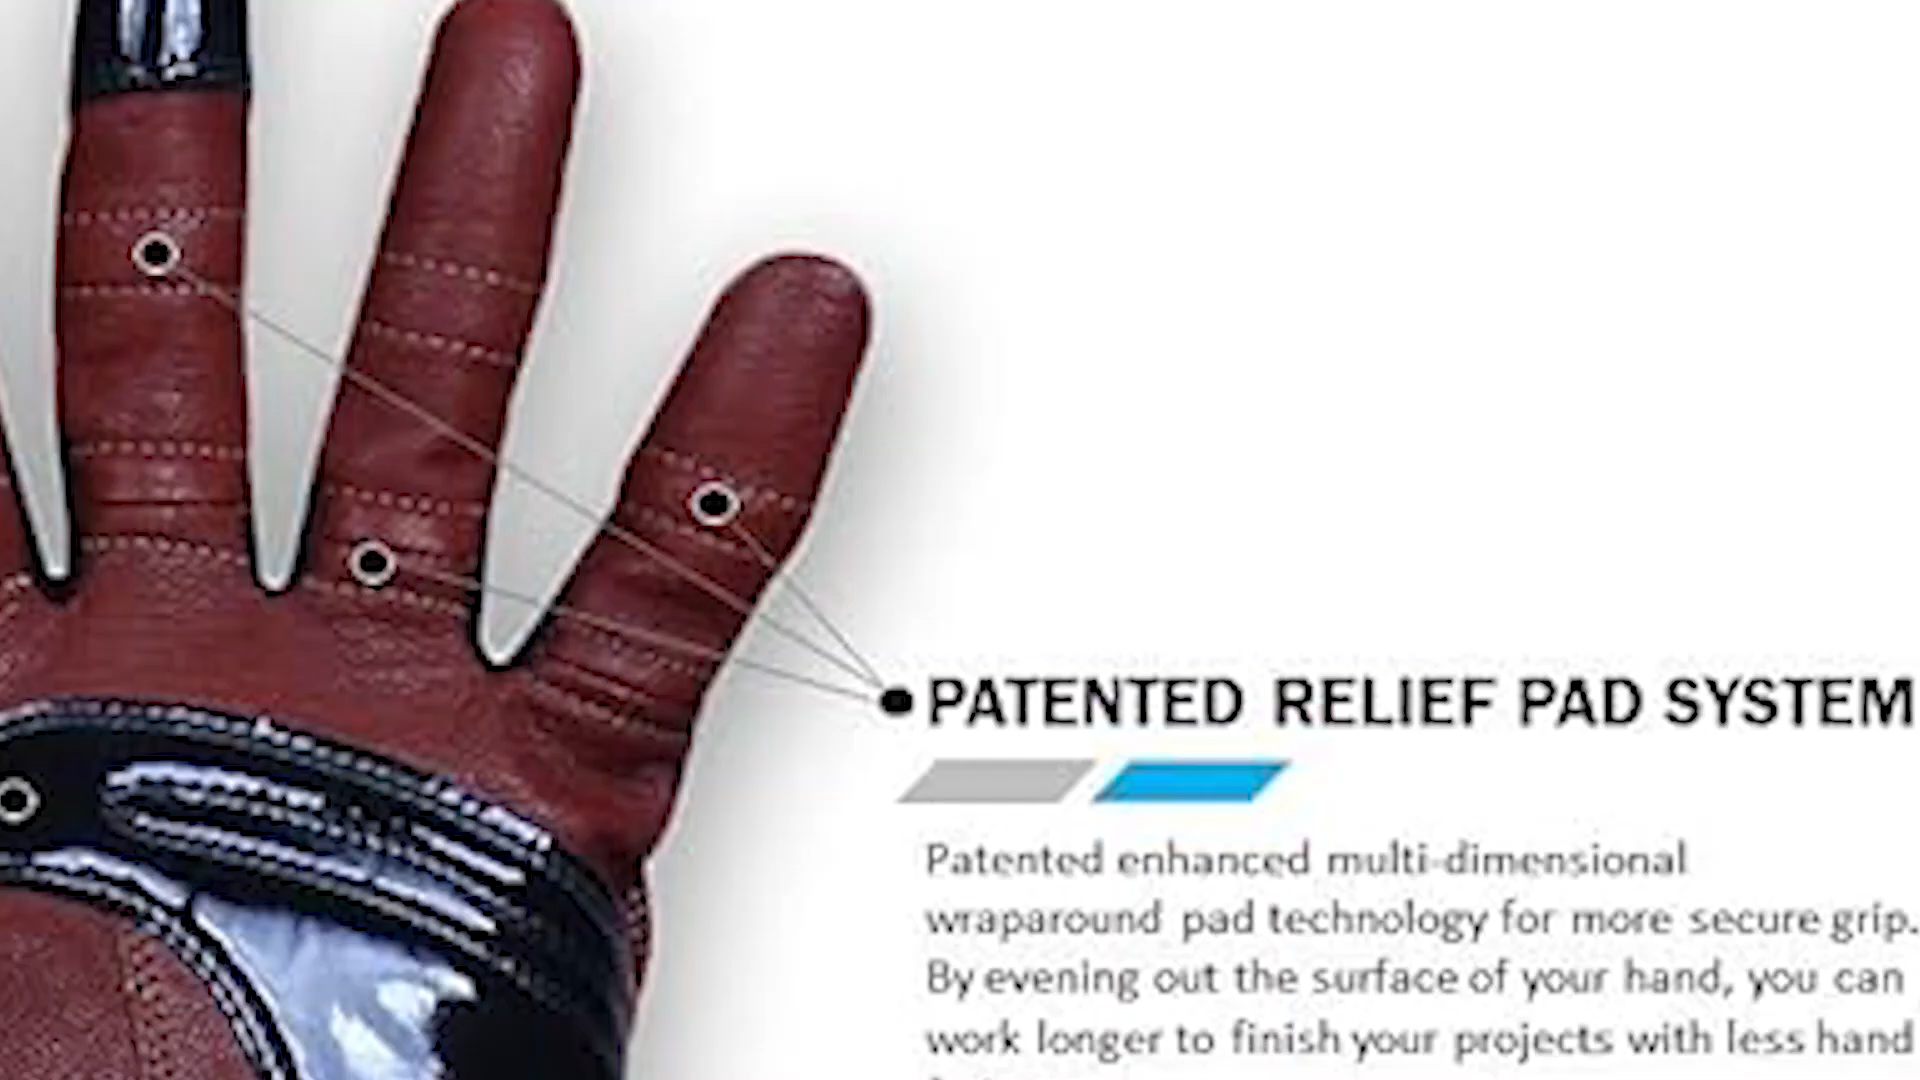 PATENTED RELIEF PAD SYSTEM
Patented enhanced multi-dimensional
wraparound pad technology for more secure grip.
By evening out the surface of your hand, you can
work longer to finish your projects with less hand